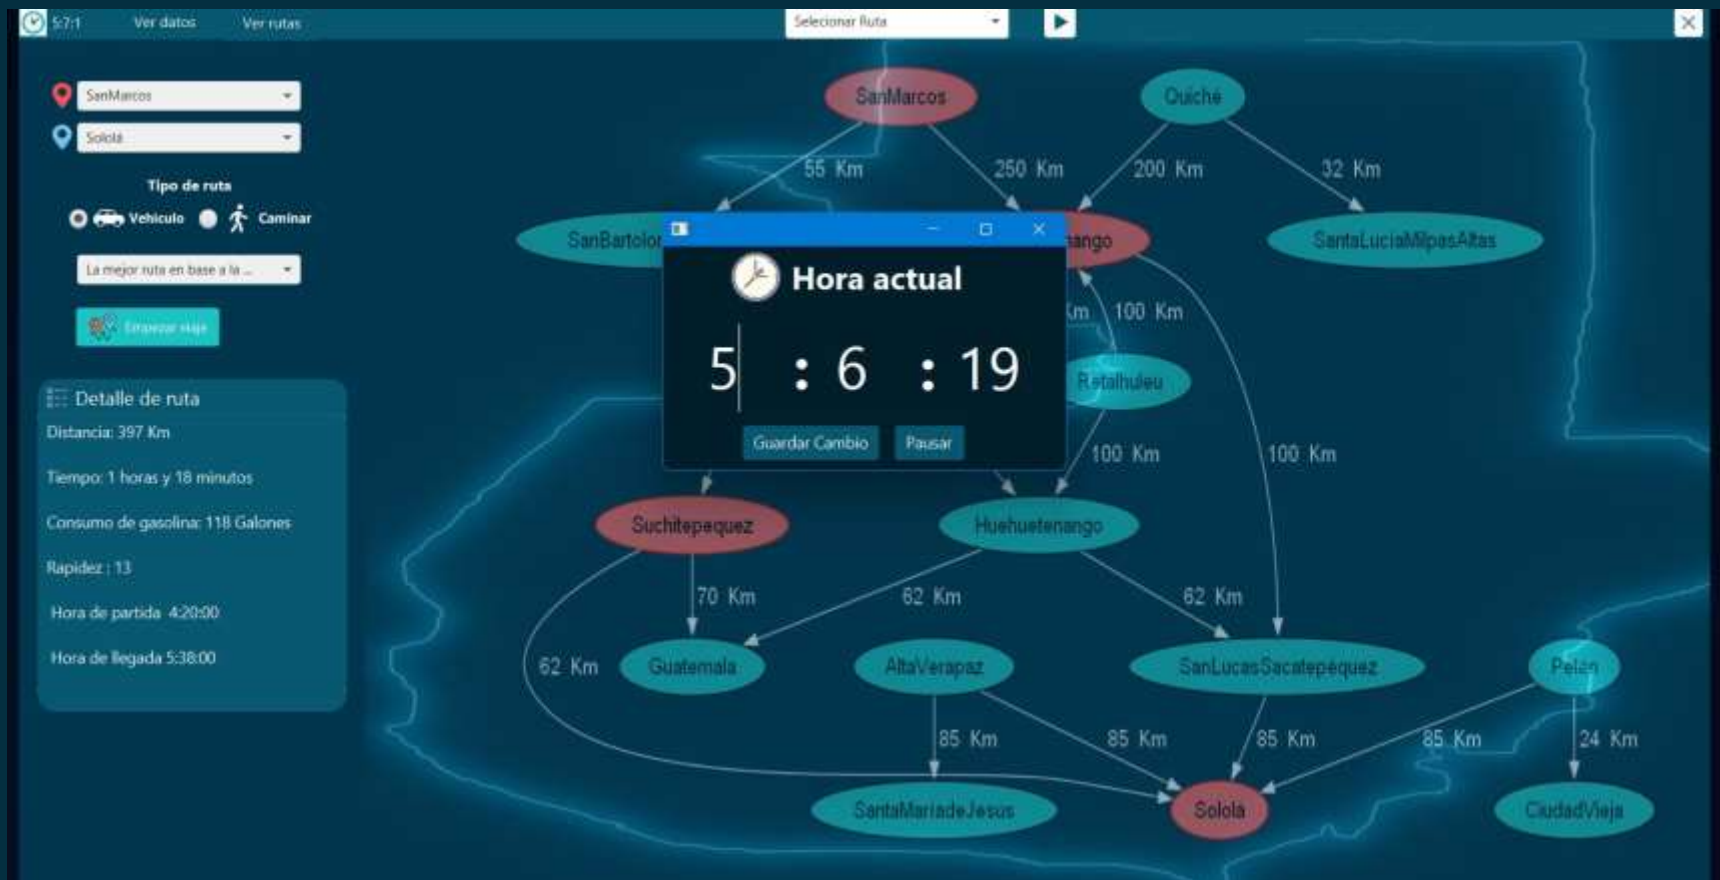 5:7:1
Ver datos
Ver rutas
Selecionar Ruta
SanMarcos
Sololá
Tipo de ruta
Vehiculo
Caminar
La mejor ruta en base a la ...
Empezar viaje
Detalle de ruta
Distancia: 397 Km
Tiempo: 1 horas y 18 minutos
Consumo de gasolina: 118 Galones
Rapidez : 13
Hora de partida 4:20:00
Hora de llegada 5:38:00
SanMarcos
Quiché
55 Km
250 Km
200 Km
32 Km
SanBartolo
ango
SantaLuciaMilpasAltas
Hora actual
5 : 6 : 19
Guardar Cambio
Pausar
Km
100 Km
Retalhuleu
100 Km
100 Km
Suchitepequez
Huehuetenango
70 Km
62 Km
62 Km
62 Km
Guatemala
AltaVerapaz
SanLucasSacatepéquez
Petén
85 Km
85 Km
85 Km
85 Km
24 Km
SantaMariadeJesus
Sololá
CiudadVieja